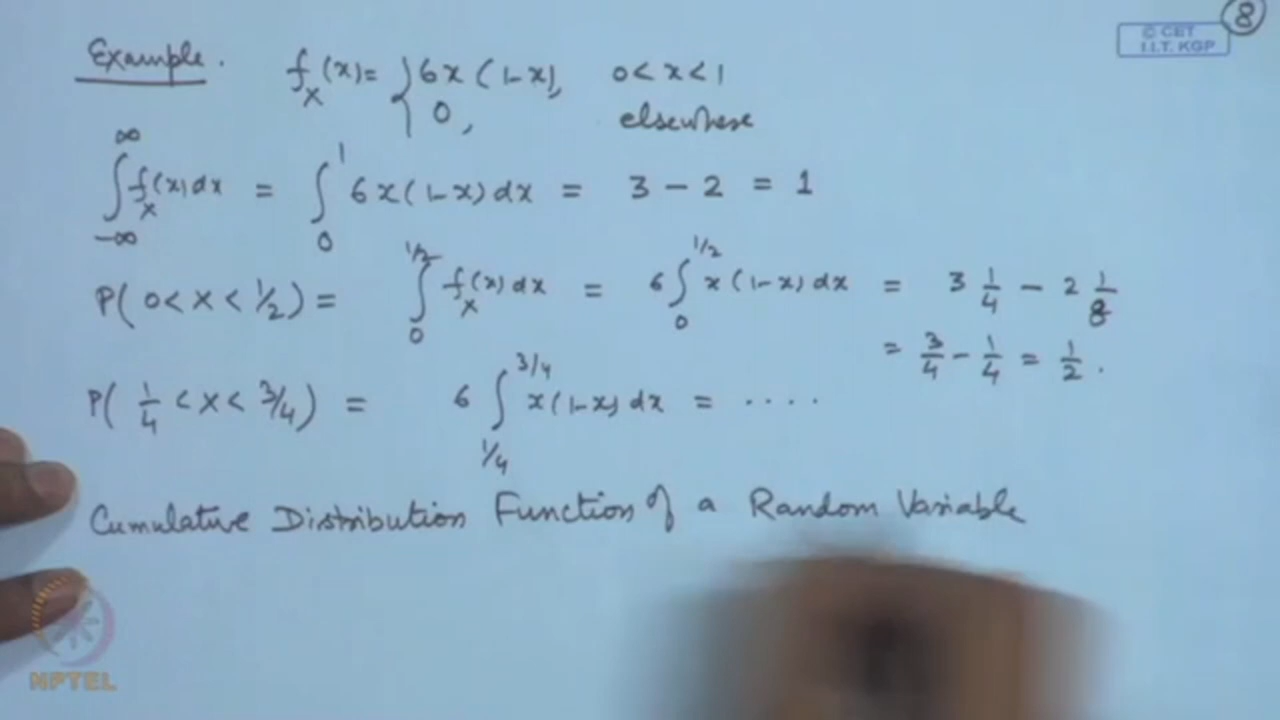 8
© CET
I.I.T. KGP
Example. f_X(x) = { 6x(1-x), 0<x<1
0, elsewhere
∫_{-∞}^{∞} f_X(x) dx = ∫_0^1 6x(1-x) dx = 3 - 2 = 1
P(0<X<1/2) = ∫_0^{1/2} f_X(x) dx = 6 ∫_0^{1/2} x(1-x) dx = 3 1/4 - 2 1/8
= 3/4 - 1/4 = 1/2.
P(1/4 < X < 3/4) = 6 ∫_{1/4}^{3/4} x(1-x) dx = ....
Cumulative Distribution Function of a Random Variable
NPTEL